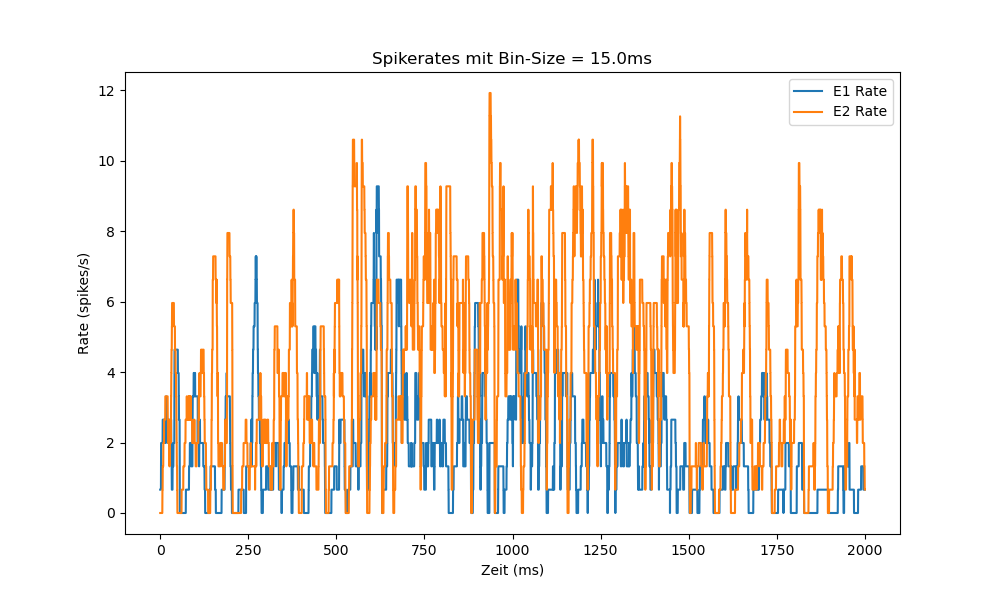 Spikerates mit Bin-Size = 15.0ms
E1 Rate
E2 Rate
12
10
8
6
4
2
0
Rate (spikes/s)
0 250 500 750 1000 1250 1500 1750 2000
Zeit (ms)